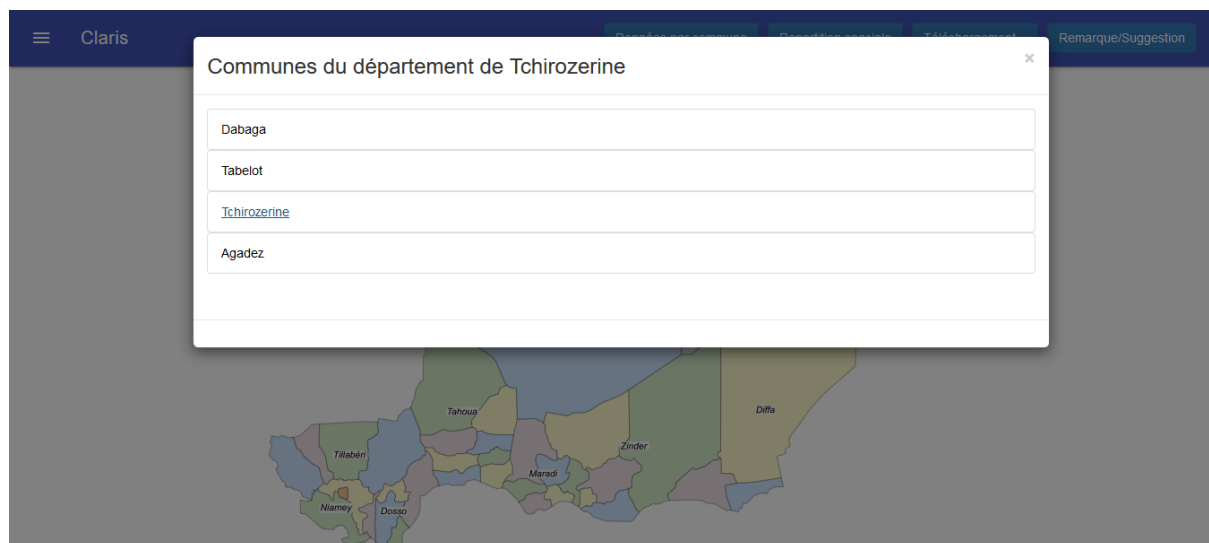 Claris
Remarque/Suggestion
Communes du département de Tchirozerine
×
Dabaga
Tabelot
Tchirozerine
Agadez
Tahoua
Diffa
Zinder
Tillabéri
Maradi
Niamey
Dosso